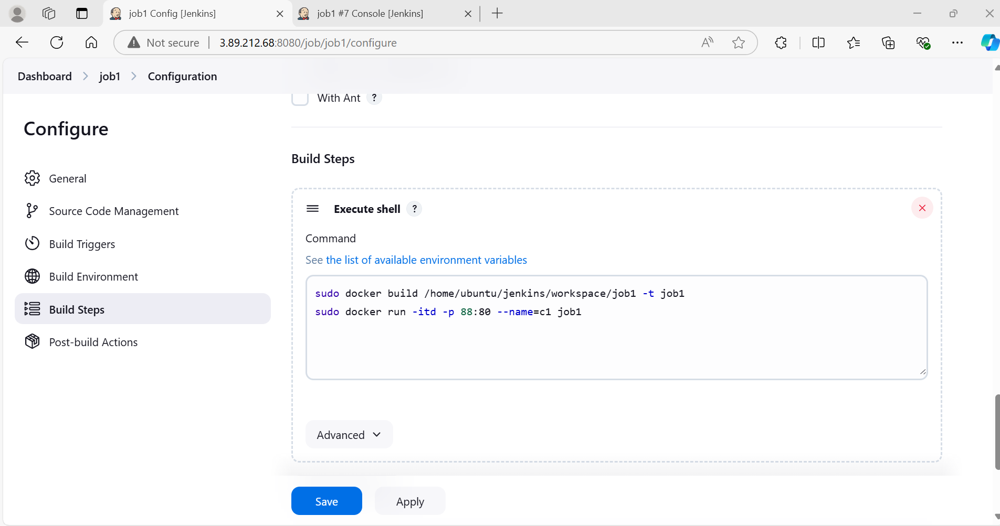 job1 Config [Jenkins]
job1 #7 Console [Jenkins]
Not secure
3.89.212.68:8080/job/job1/configure
Dashboard
job1
Configuration
With Ant ?
Configure
General
Source Code Management
Build Triggers
Build Environment
Build Steps
Post-build Actions
Build Steps
Execute shell ?
Command
See the list of available environment variables
sudo docker build /home/ubuntu/jenkins/workspace/job1 -t job1
sudo docker run -itd -p 88:80 --name=c1 job1
Advanced
Save
Apply